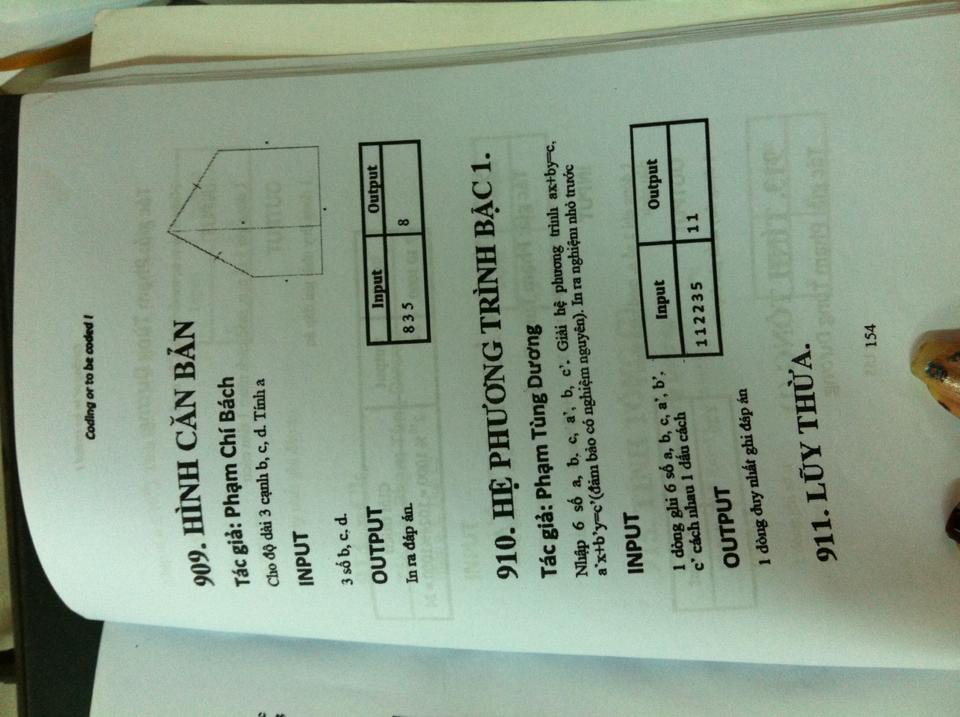 Coding or to be coded !
909. HÌNH CĂN BẢN
Tác giả: Phạm Chí Bách
Cho độ dài 3 cạnh b, c, d. Tính a
INPUT
3 số b, c, d.
OUTPUT
In ra đáp án.
Input Output
8 3 5 8
910. HỆ PHƯƠNG TRÌNH BẬC 1.
Tác giả: Phạm Tùng Dương
Nhập 6 số a, b, c, a', b, c'. Giải hệ phương trình ax+by=c,
a'x+b'y=c'(đảm bảo có nghiệm nguyên). In ra nghiệm nhỏ trước
INPUT
1 dòng ghi 6 số a, b, c, a', b',
c' cách nhau 1 dấu cách
Input Output
1 1 2 2 3 5 1 1
OUTPUT
1 dòng duy nhất ghi đáp án
911. LŨY THỪA.
154